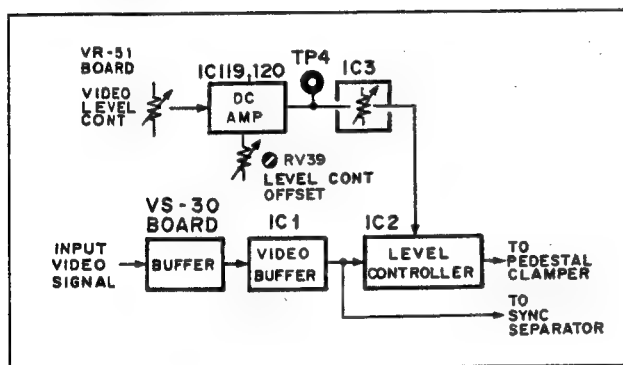 VR-51
BOARD
VIDEO
LEVEL
CONT
IC119,120
DC
AMP
TP4
IC3
RV39
LEVEL CONT
OFFSET
VS-30
BOARD
IC1
IC2
INPUT
VIDEO
SIGNAL
BUFFER
VIDEO
BUFFER
LEVEL
CONTROLLER
TO
PEDESTAL
CLAMPER
TO
SYNC
SEPARATOR